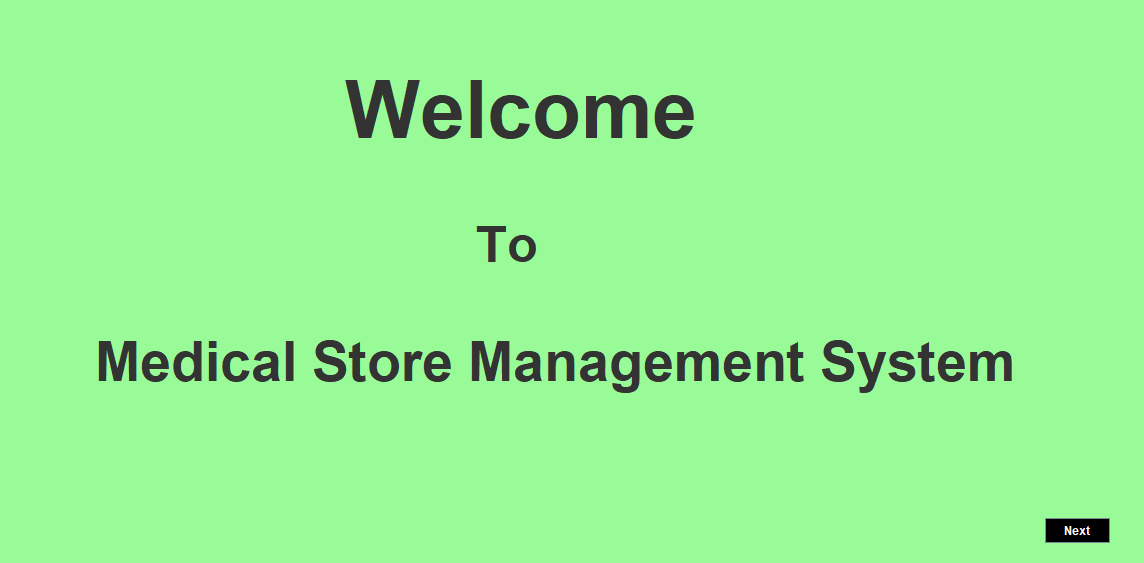 Welcome
To
Medical Store Management System
Next